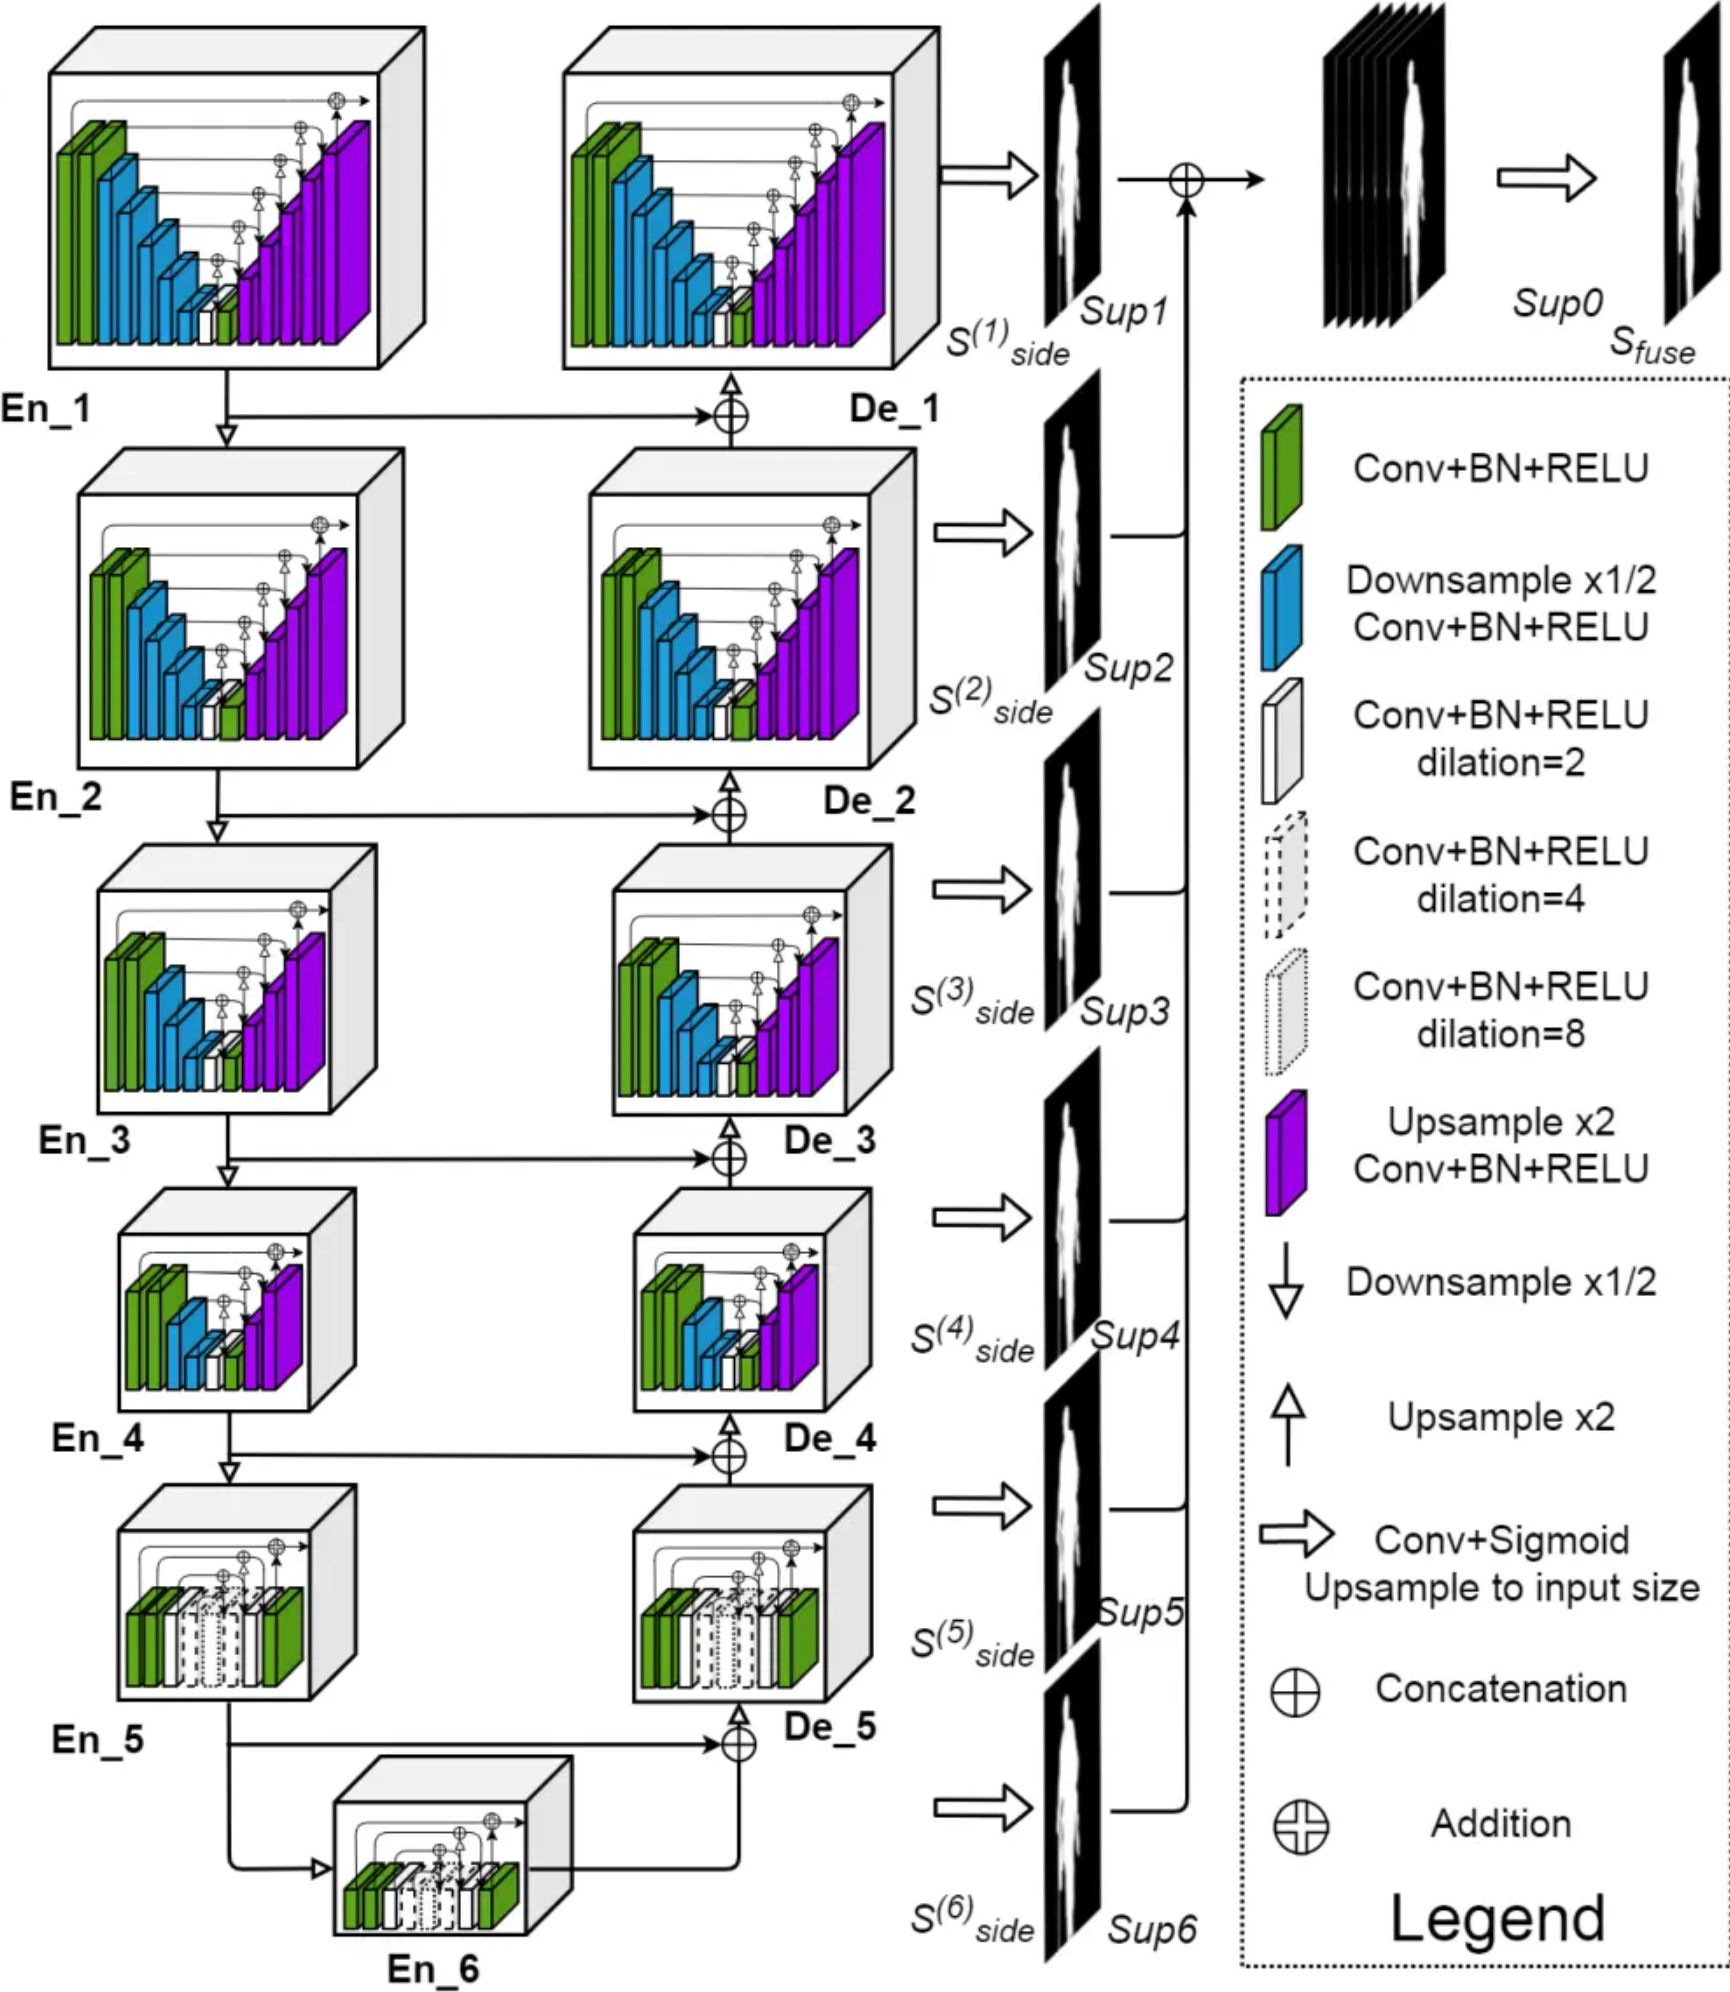 En_1
De_1
S(1)side
Sup1
Sup0
Sfuse
En_2
De_2
S(2)side
Sup2
En_3
De_3
S(3)side
Sup3
En_4
De_4
S(4)side
Sup4
En_5
De_5
S(5)side
Sup5
En_6
S(6)side
Sup6
Conv+BN+RELU
Downsample x1/2
Conv+BN+RELU
Conv+BN+RELU
dilation=2
Conv+BN+RELU
dilation=4
Conv+BN+RELU
dilation=8
Upsample x2
Conv+BN+RELU
Downsample x1/2
Upsample x2
Conv+Sigmoid
Upsample to input size
Concatenation
Addition
Legend